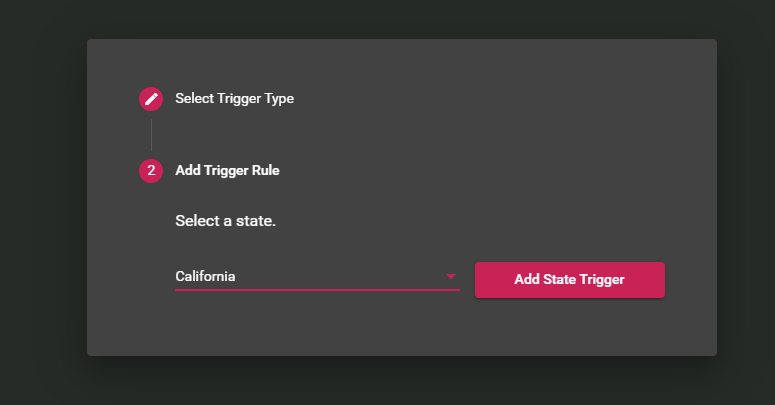 Select Trigger Type
2 Add Trigger Rule
Select a state.
California
Add State Trigger